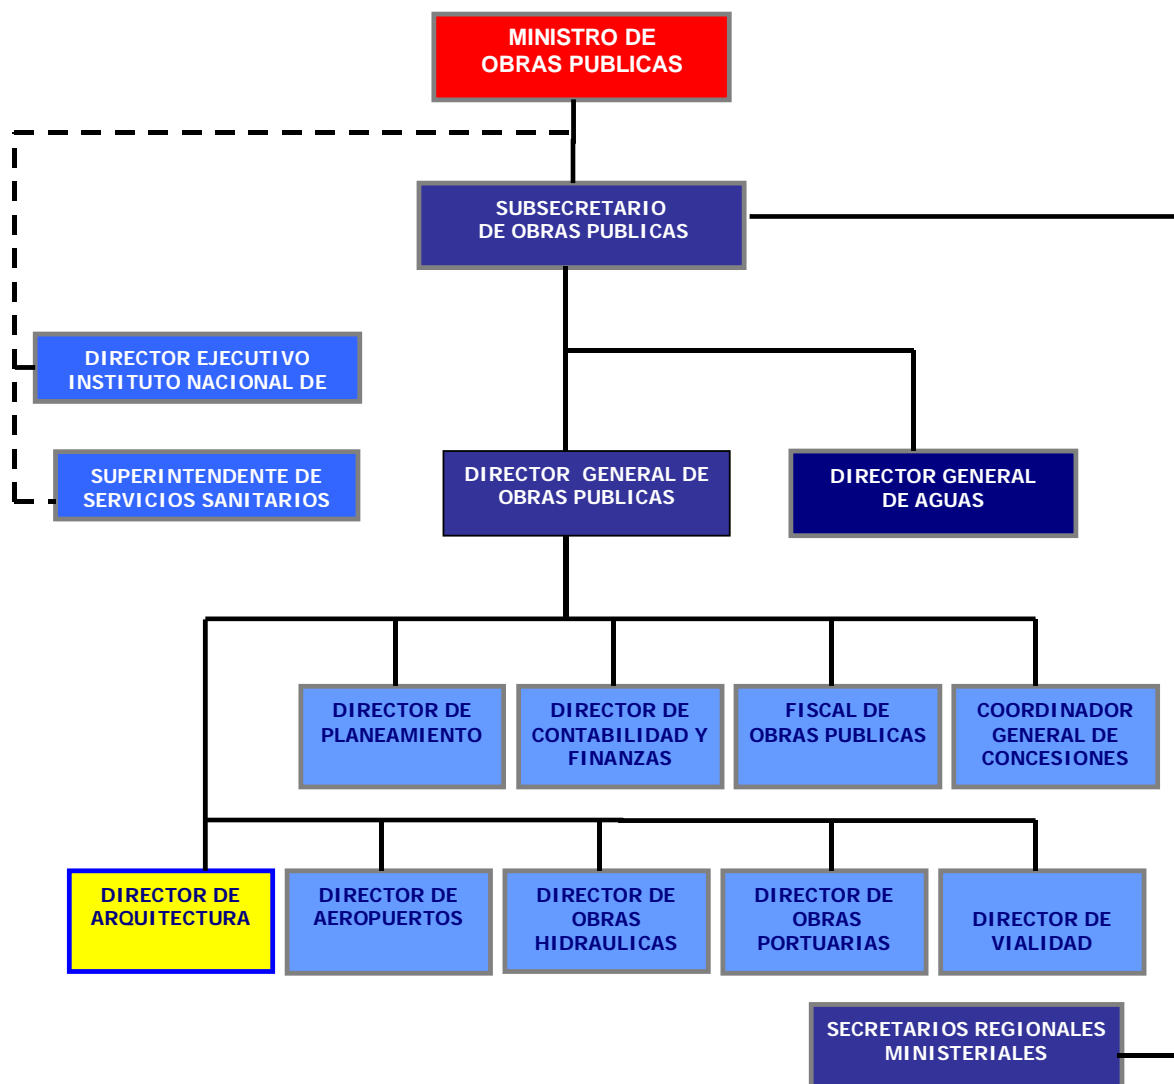 MINISTRO DE
OBRAS PUBLICAS
SUBSECRETARIO
DE OBRAS PUBLICAS
DIRECTOR EJECUTIVO
INSTITUTO NACIONAL DE
SUPERINTENDENTE DE
SERVICIOS SANITARIOS
DIRECTOR GENERAL DE
OBRAS PUBLICAS
DIRECTOR GENERAL
DE AGUAS
DIRECTOR DE
PLANEAMIENTO
DIRECTOR DE
CONTABILIDAD Y
FINANZAS
FISCAL DE
OBRAS PUBLICAS
COORDINADOR
GENERAL DE
CONCESIONES
DIRECTOR DE
ARQUITECTURA
DIRECTOR DE
AEROPUERTOS
DIRECTOR DE
OBRAS
HIDRAULICAS
DIRECTOR DE
OBRAS
PORTUARIAS
DIRECTOR DE
VIALIDAD
SECRETARIOS REGIONALES
MINISTERIALES